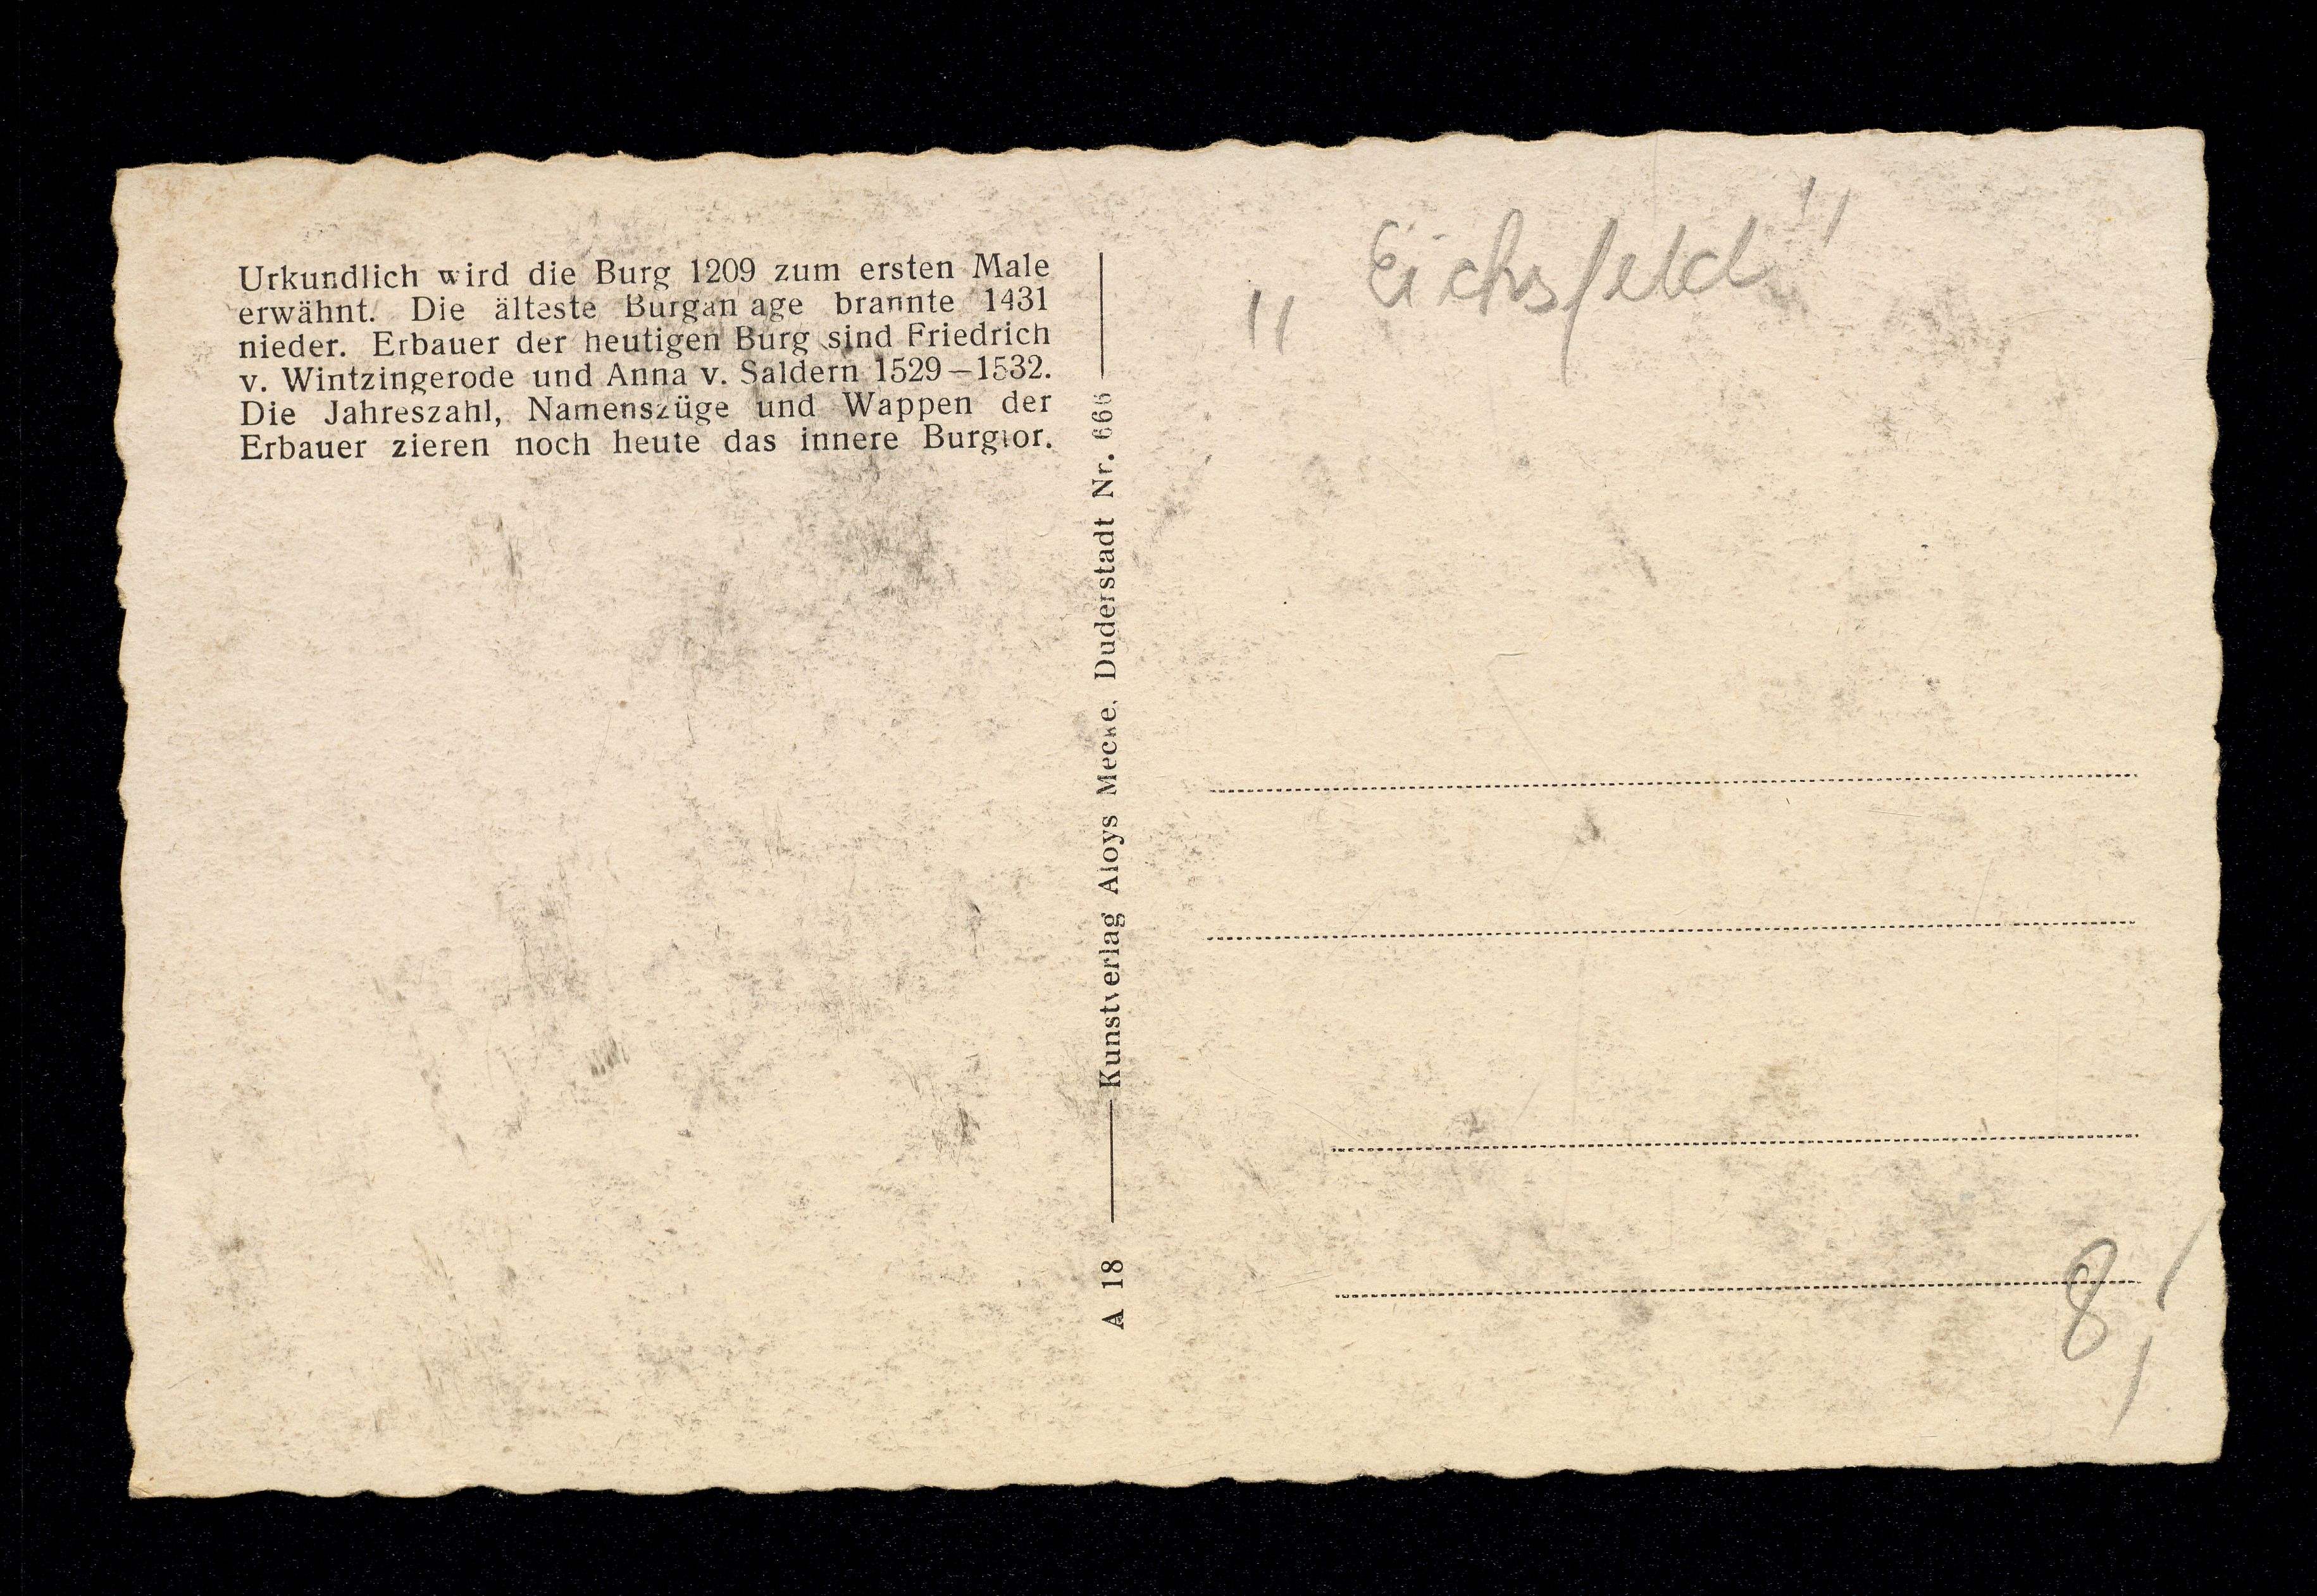 Urkundlich wird die Burg 1209 zum ersten Male
erwähnt. Die älteste Burgan age brannte 1431
nieder. Erbauer der heutigen Burg sind Friedrich
v. Wintzingerode und Anna v. Saldern 1529–1532.
Die Jahreszahl, Namenszüge und Wappen der
Erbauer zieren noch heute das innere Burgtor.
A 18 Kunstverlag Aloys Mecke, Duderstadt Nr. 666
„Eichsfeld"
8,